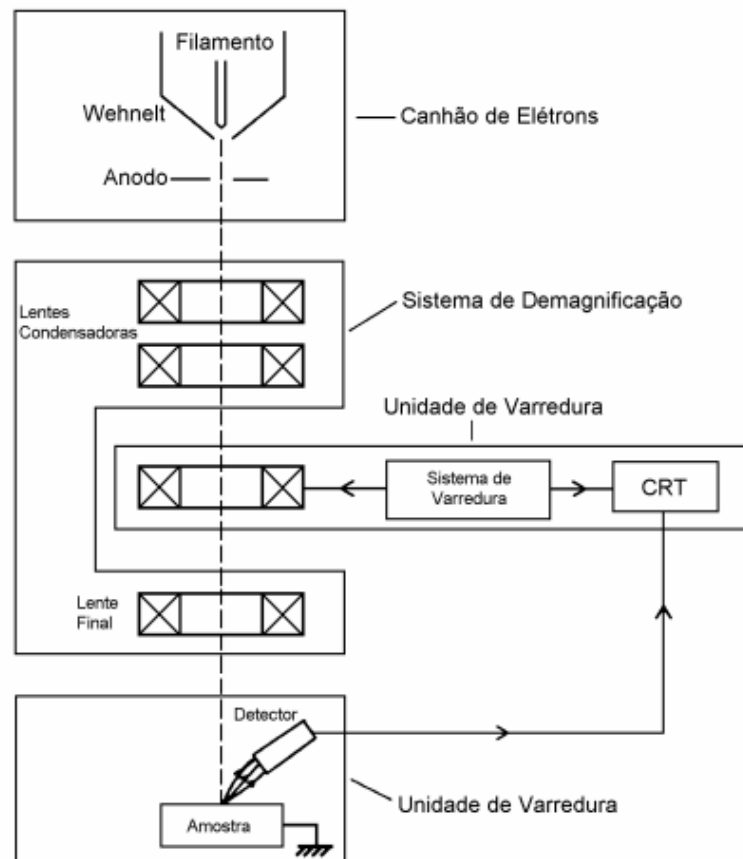 Filamento
Wehnelt
Canhão de Elétrons
Anodo
Lentes
Condensadoras
Sistema de Demagnificação
Unidade de Varredura
Sistema de
Varredura
CRT
Lente
Final
Detector
Amostra
Unidade de Varredura